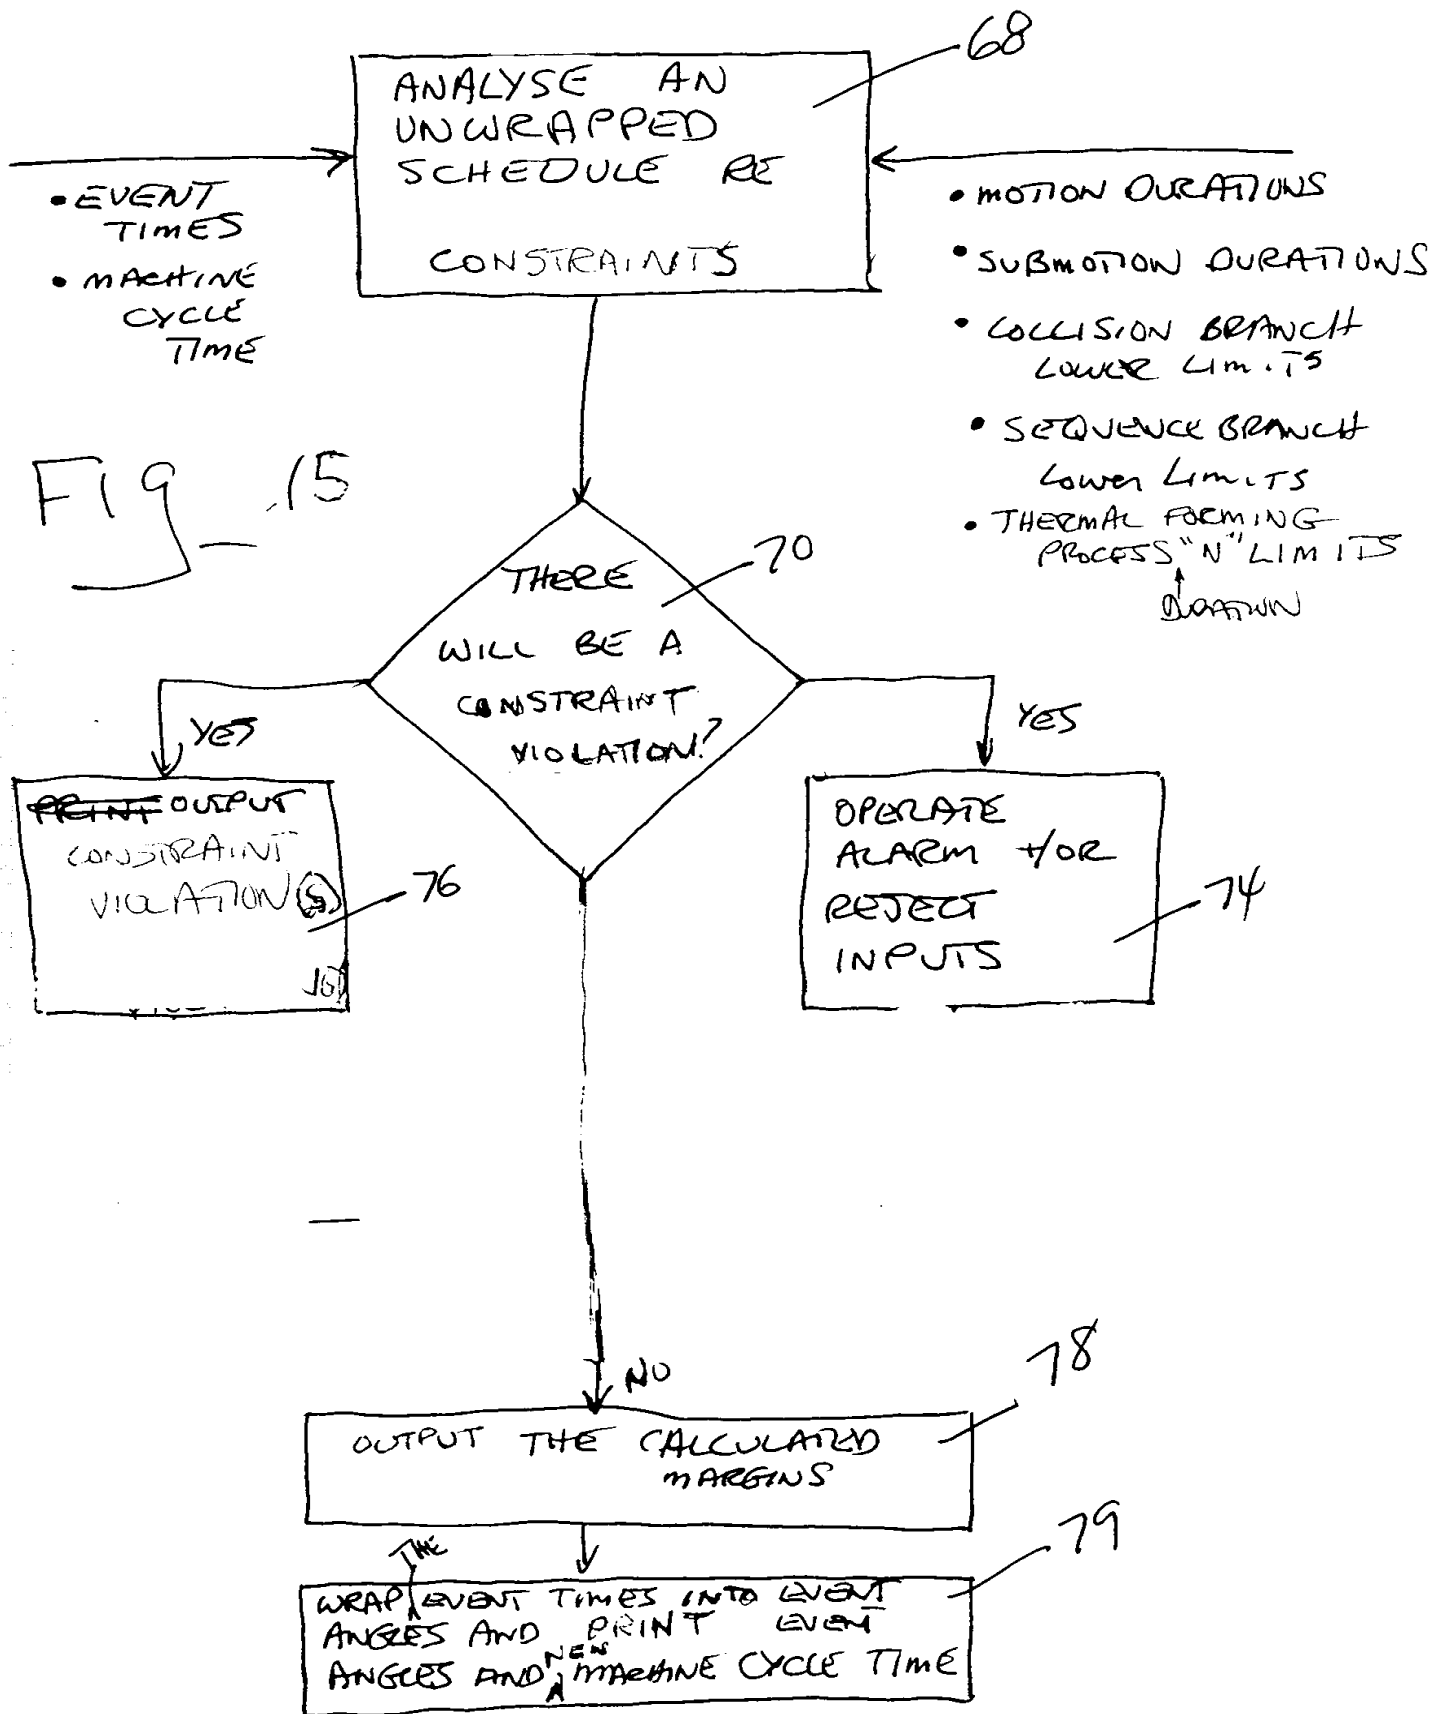 68
ANALYSE AN
UNWRAPPED
SCHEDULE RE
CONSTRAINTS
• EVENT
TIMES
• MACHINE
CYCLE
TIME
• MOTION DURATIONS
• SUBMOTION DURATIONS
• COLLISION BRANCH
LOWER LIMITS
• SEQUENCE BRANCH
LOWER LIMITS
• THERMAL FORMING
PROCESS "N" LIMITS
DURATION
Fig_.15
70
THERE
WILL BE A
CONSTRAINT
VIOLATION?
YES
YES
PRINT OUTPUT
CONSTRAINT
VIOLATION(S)
76
OPERATE
ALARM +/OR
REJECT
INPUTS
74
NO
78
OUTPUT THE CALCULATED
MARGINS
79
THE
WRAP EVENT TIMES INTO EVENT
ANGLES AND PRINT EVENT
NEW
ANGLES AND MACHINE CYCLE TIME